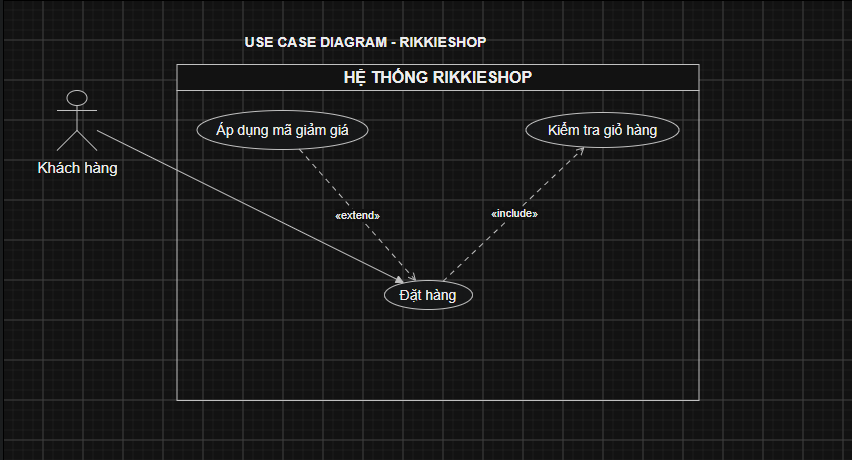 USE CASE DIAGRAM - RIKKIESHOP
HỆ THỐNG RIKKIESHOP
Áp dụng mã giảm giá
Kiểm tra giỏ hàng
Khách hàng
«extend»
«include»
Đặt hàng